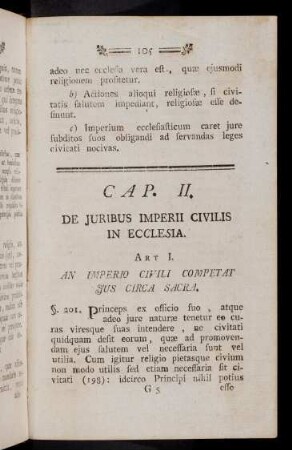 105
adeo nec ecclesia vera est, quæ ejusmodi
religionem profitetur.
b) Actiones alioqui religiosæ, si civi-
tatis salutem impediant, religiosæ esse de-
sinunt.
c) Imperium ecclesiasticum caret jure
subditos suos obligandi ad servandas leges
civitati nocivas.
CAP. II.
DE JURIBUS IMPERII CIVILIS
IN ECCLESIA.
ART I.
AN IMPERIO CIVILI COMPETAT
JUS CIRCA SACRA.
§. 201. Princeps ex officio suo, atque
adeo jure naturæ tenetur eo cu-
ras viresque suas intendere, ne civitati
quidquam desit eorum, quæ ad promoven-
dam ejus salutem vel necessaria sunt vel
utilia. Cum igitur religio pietasque civium
non modo utilis sed etiam necessaria sit ci-
vitati (198): idcirco Principi nihil potius
G 5 esse